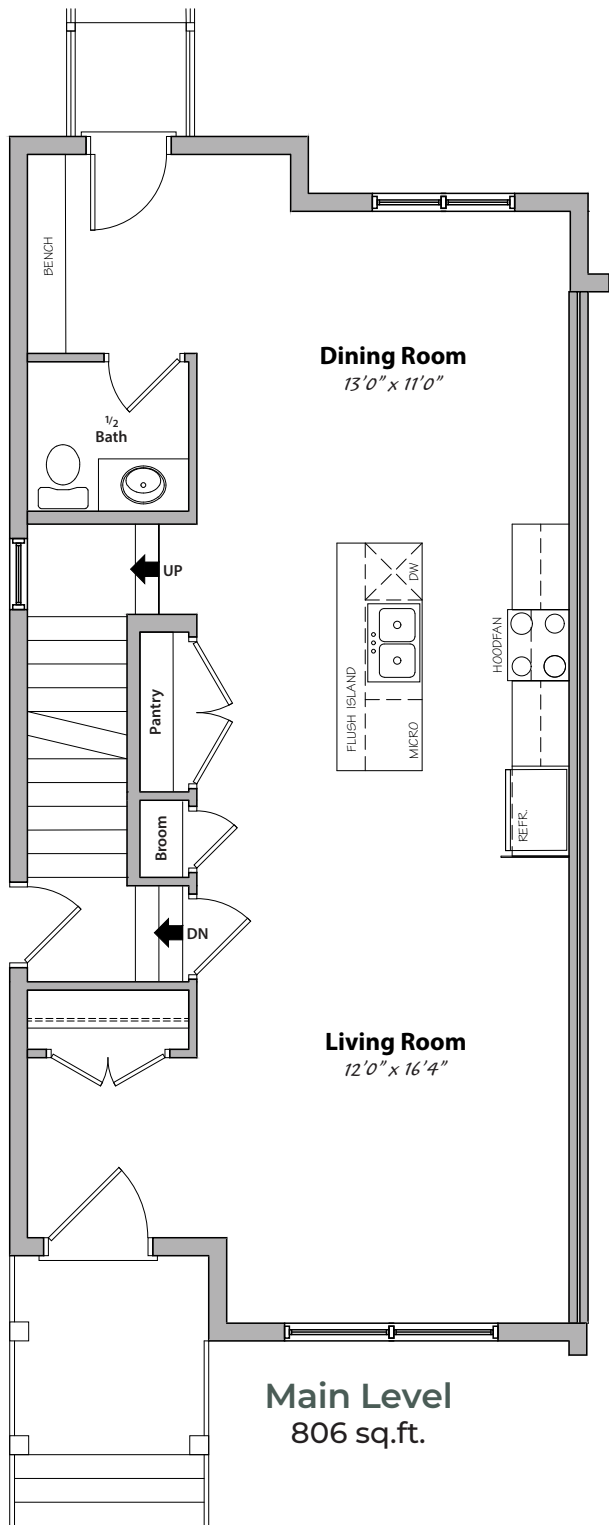 BENCH
Dining Room
13'0" x 11'0"
1/2
Bath
UP
DW
HOODFAN
FLUSH ISLAND
MICRO
Pantry
REFR.
Broom
DN
Living Room
12'0" x 16'4"
Main Level
806 sq.ft.